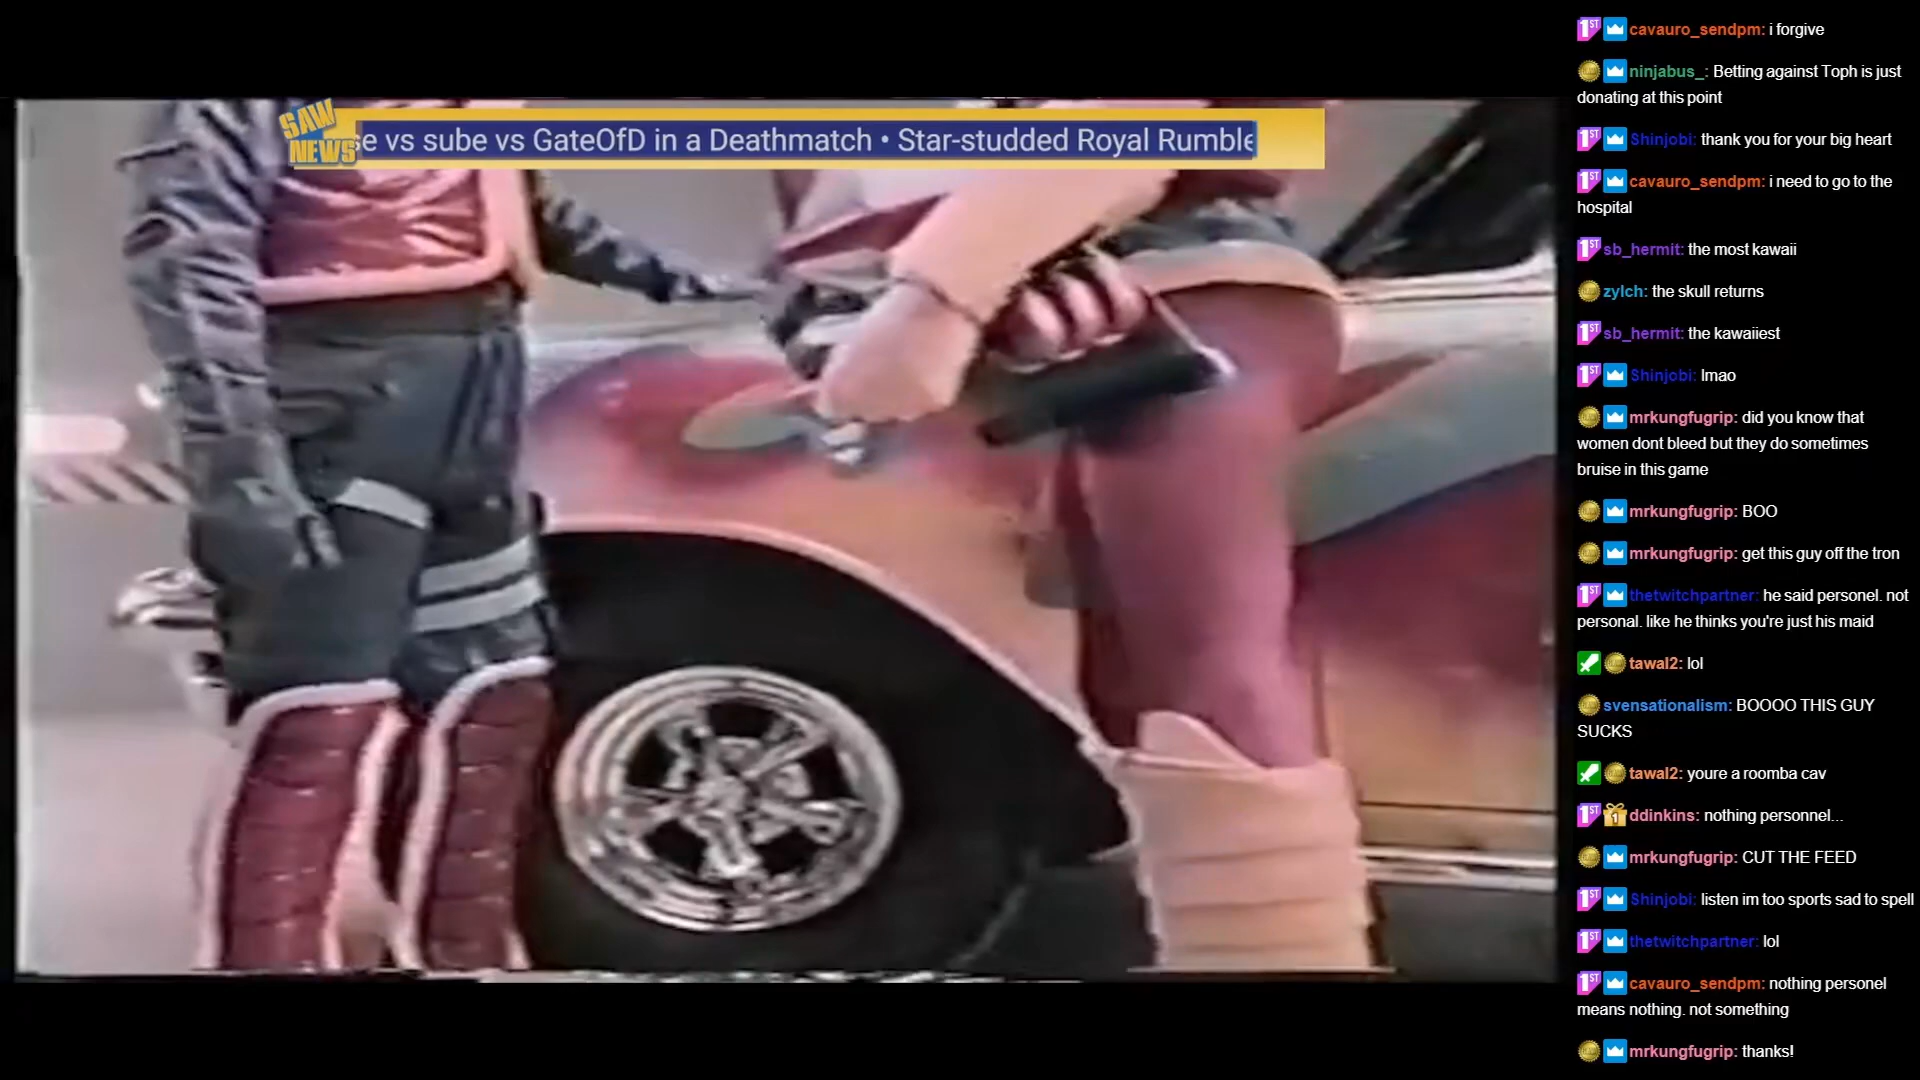 SAW
NEWS
se vs sube vs GateOfD in a Deathmatch • Star-studded Royal Rumble
cavauro_sendpm: i forgive
ninjabus_: Betting against Toph is just
donating at this point
Shinjobi: thank you for your big heart
cavauro_sendpm: i need to go to the
hospital
sb_hermit: the most kawaii
zylch: the skull returns
sb_hermit: the kawaiiest
Shinjobi: lmao
mrkungfugrip: did you know that
women dont bleed but they do sometimes
bruise in this game
mrkungfugrip: BOO
mrkungfugrip: get this guy off the tron
thetwitchpartner: he said personel. not
personal. like he thinks you're just his maid
tawal2: lol
svensationalism: BOOOO THIS GUY
SUCKS
tawal2: youre a roomba cav
ddinkins: nothing personnel...
mrkungfugrip: CUT THE FEED
Shinjobi: listen im too sports sad to spell
thetwitchpartner: lol
cavauro_sendpm: nothing personel
means nothing. not something
mrkungfugrip: thanks!